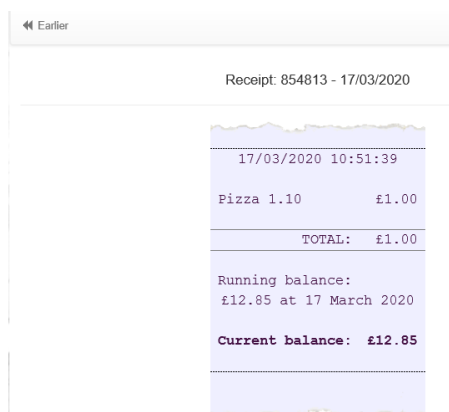 Earlier
Receipt: 854813 - 17/03/2020
17/03/2020 10:51:39
Pizza 1.10 £1.00
TOTAL: £1.00
Running balance:
£12.85 at 17 March 2020
Current balance: £12.85